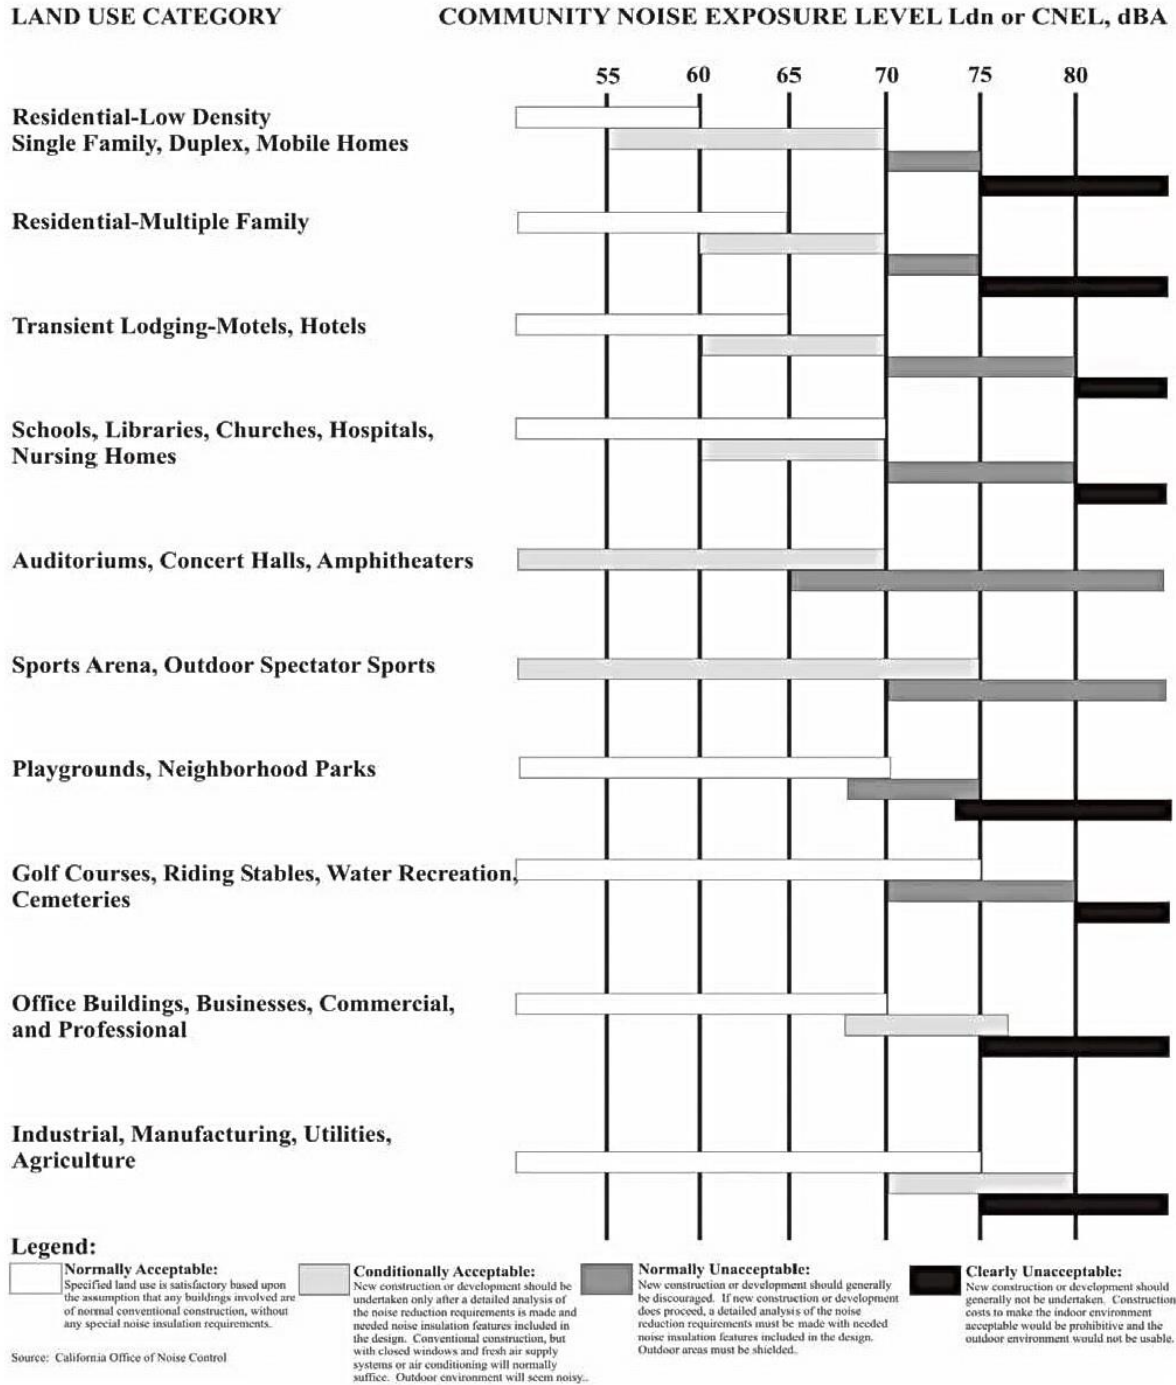 LAND USE CATEGORY COMMUNITY NOISE EXPOSURE LEVEL Ldn or CNEL, dBA
55 60 65 70 75 80
Residential-Low Density
Single Family, Duplex, Mobile Homes
Residential-Multiple Family
Transient Lodging-Motels, Hotels
Schools, Libraries, Churches, Hospitals,
Nursing Homes
Auditoriums, Concert Halls, Amphitheaters
Sports Arena, Outdoor Spectator Sports
Playgrounds, Neighborhood Parks
Golf Courses, Riding Stables, Water Recreation,
Cemeteries
Office Buildings, Businesses, Commercial,
and Professional
Industrial, Manufacturing, Utilities,
Agriculture
Legend:
Normally Acceptable:
Specified land use is satisfactory based upon
the assumption that any buildings involved are
of normal conventional construction, without
any special noise insulation requirements.
Conditionally Acceptable:
New construction or development should be
undertaken only after a detailed analysis of
the noise reduction requirements is made and
needed noise insulation features included in
the design. Conventional construction, but
with closed windows and fresh air supply
systems or air conditioning will normally
suffice. Outdoor environment will seem noisy..
Normally Unacceptable:
New construction or development should generally
be discouraged. If new construction or development
does proceed, a detailed analysis of the noise
reduction requirements must be made with needed
noise insulation features included in the design.
Outdoor areas must be shielded.
Clearly Unacceptable:
New construction or development should
generally not be undertaken. Construction
costs to make the indoor environment
acceptable would be prohibitive and the
outdoor environment would not be usable.
Source: California Office of Noise Control